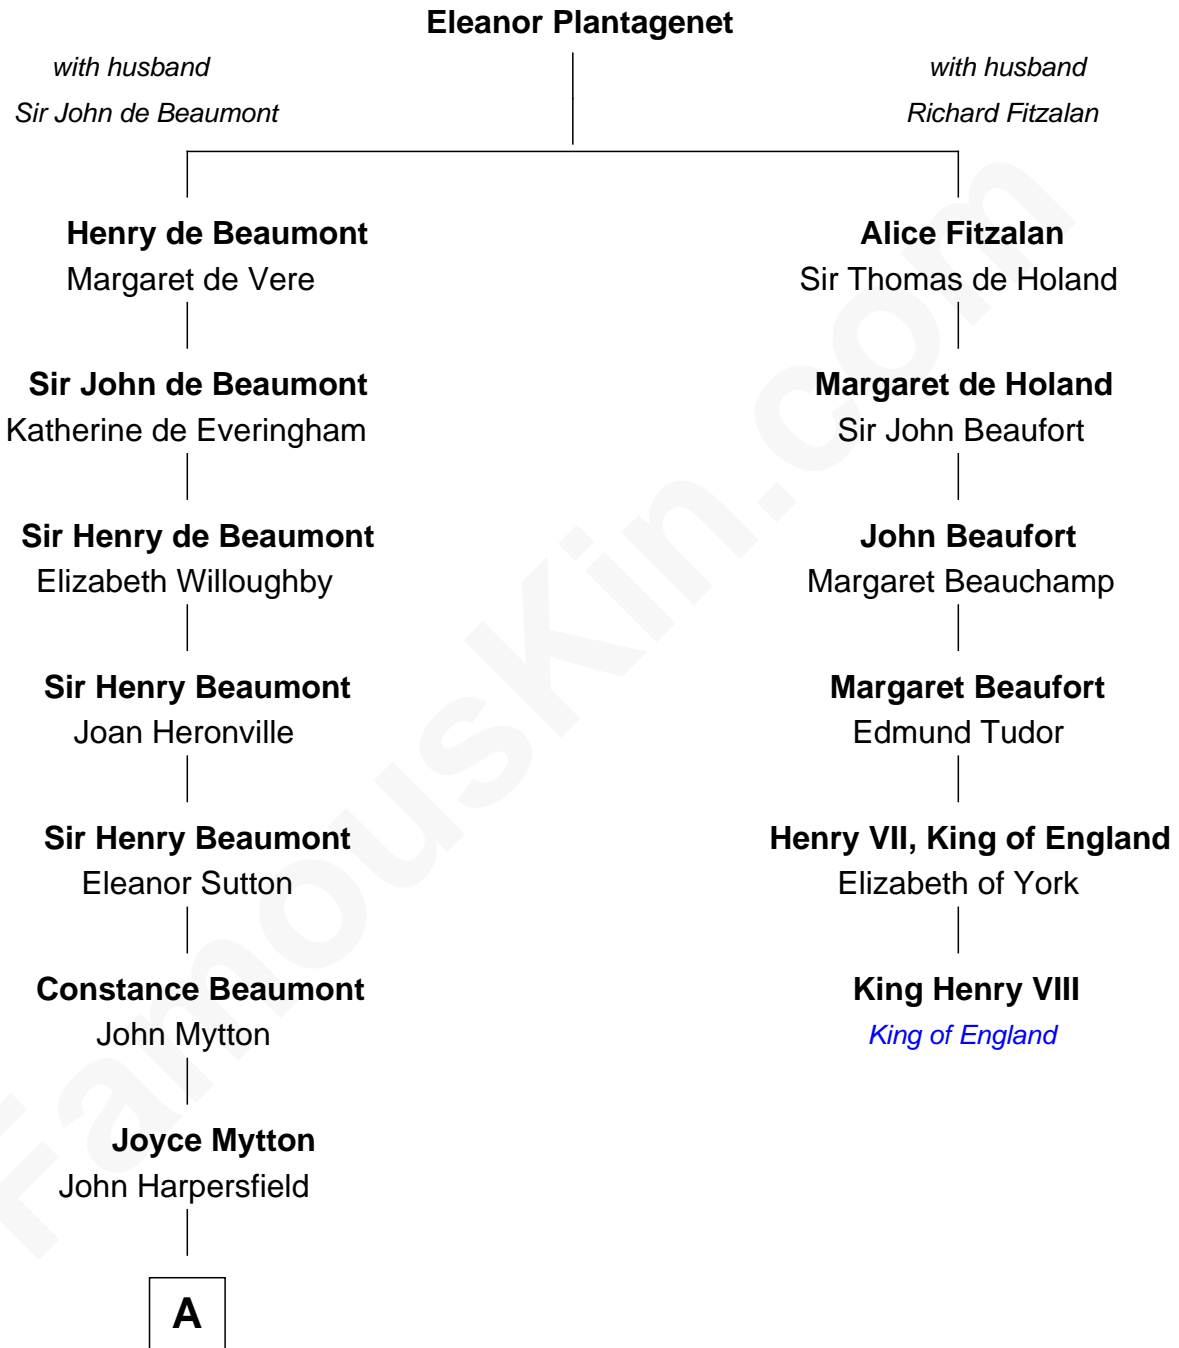 Eleanor Plantagenet
with husband
Sir John de Beaumont
with husband
Richard Fitzalan
Henry de Beaumont
Margaret de Vere
Sir John de Beaumont
Katherine de Everingham
Sir Henry de Beaumont
Elizabeth Willoughby
Sir Henry Beaumont
Joan Heronville
Sir Henry Beaumont
Eleanor Sutton
Constance Beaumont
John Mytton
Joyce Mytton
John Harpersfield
A
Alice Fitzalan
Sir Thomas de Holand
Margaret de Holand
Sir John Beaufort
John Beaufort
Margaret Beauchamp
Margaret Beaufort
Edmund Tudor
Henry VII, King of England
Elizabeth of York
King Henry VIII
King of England
FamousKin.com